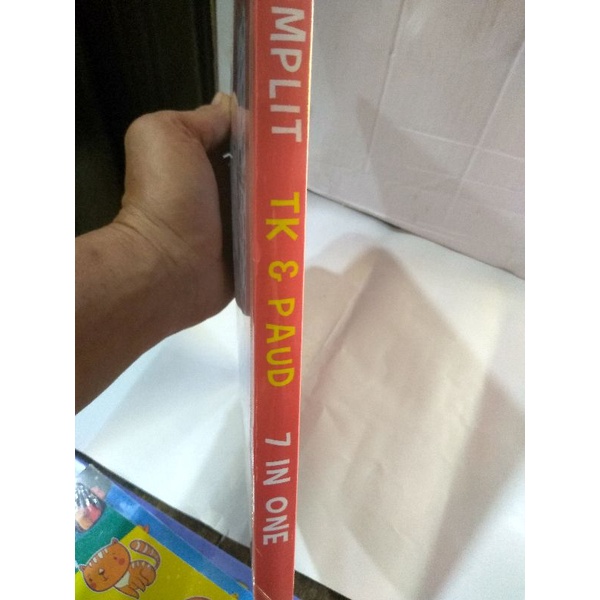 MPLIT TK & PAUD 7 IN ONE